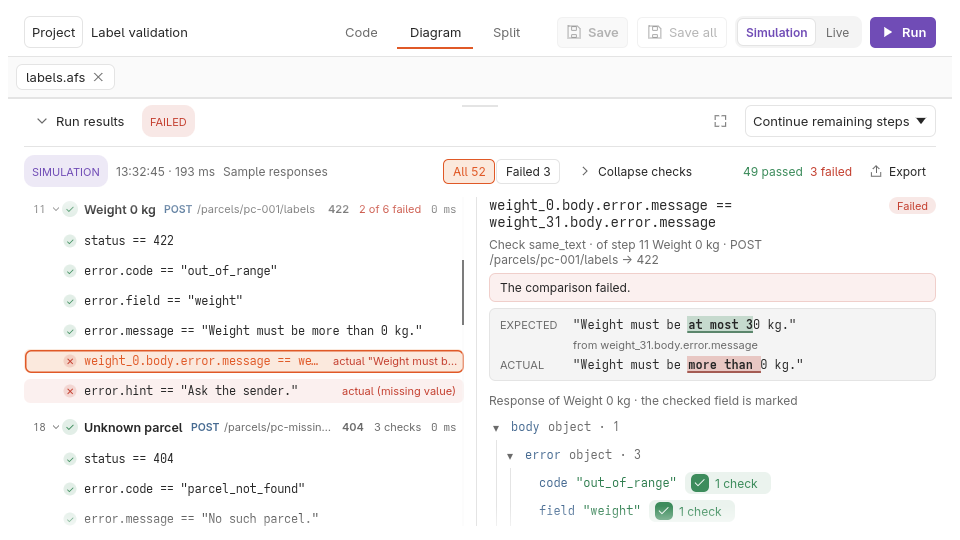 Project Label validation Code Diagram Split Save Save all Simulation Live Run
labels.afs
Run results FAILED Continue remaining steps
SIMULATION 13:32:45 · 193 ms Sample responses All 52 Failed 3 Collapse checks 49 passed 3 failed Export
11 Weight 0 kg POST /parcels/pc-001/labels 422 2 of 6 failed 0 ms
status == 422
error.code == "out_of_range"
error.field == "weight"
error.message == "Weight must be more than 0 kg."
weight_0.body.error.message == we… actual "Weight must b…
error.hint == "Ask the sender." actual (missing value)
18 Unknown parcel POST /parcels/pc-missin… 404 3 checks 0 ms
status == 404
error.code == "parcel_not_found"
error.message == "No such parcel."
weight_0.body.error.message ==
weight_31.body.error.message
Failed
Check same_text · of step 11 Weight 0 kg · POST
/parcels/pc-001/labels → 422
The comparison failed.
EXPECTED "Weight must be at most 30 kg."
from weight_31.body.error.message
ACTUAL "Weight must be more than 0 kg."
Response of Weight 0 kg · the checked field is marked
body object · 1
error object · 3
code "out_of_range" 1 check
field "weight" 1 check